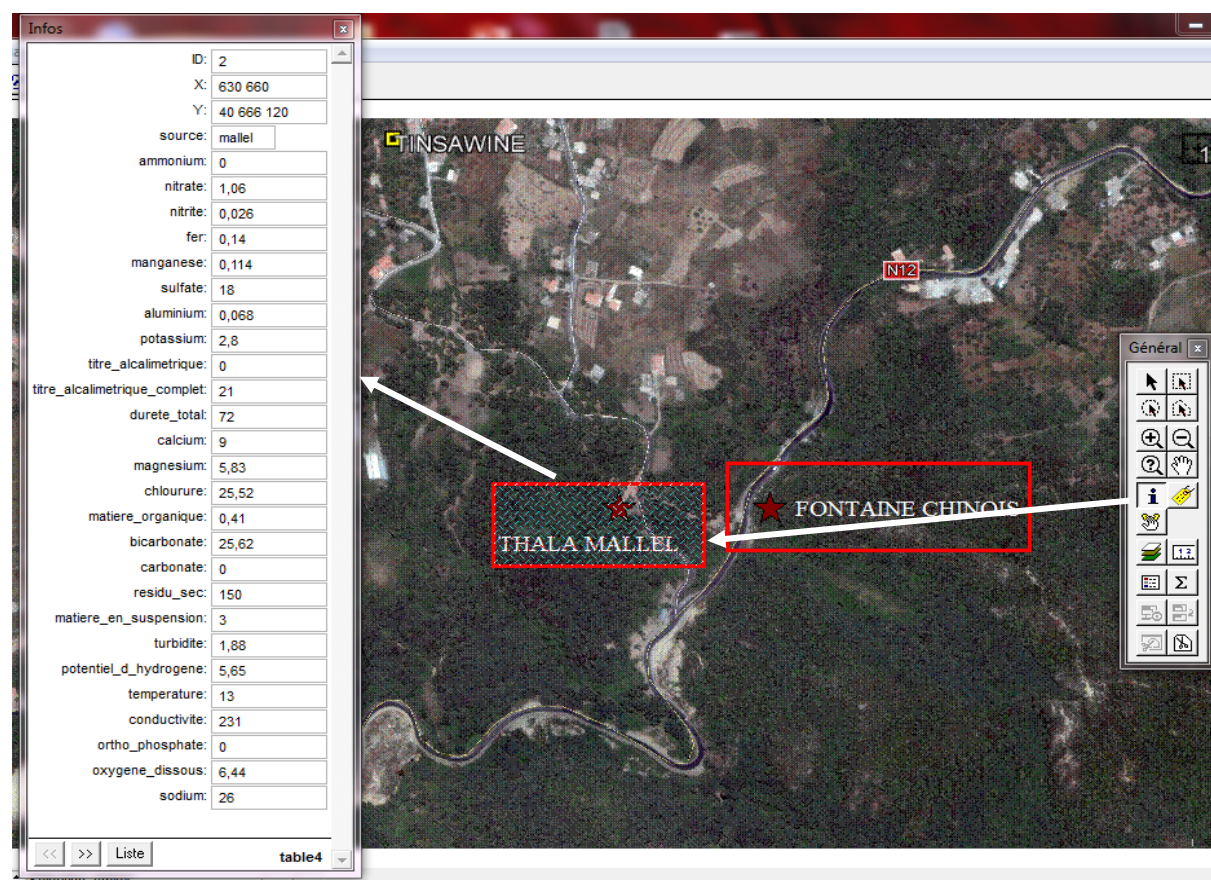 Infos
ID: 2
X: 630 660
Y: 40 666 120
source: mallel
ammonium: 0
nitrate: 1,06
nitrite: 0,026
fer: 0,14
manganese: 0,114
sulfate: 18
aluminium: 0,068
potassium: 2,8
titre_alcalimetrique: 0
titre_alcalimetrique_complet: 21
durete_total: 72
calcium: 9
magnesium: 5,83
chlourure: 25,52
matiere_organique: 0,41
bicarbonate: 25,62
carbonate: 0
residu_sec: 150
matiere_en_suspension: 3
turbidite: 1,88
potentiel_d_hydrogene: 5,65
temperature: 13
conductivite: 231
ortho_phosphate: 0
oxygene_dissous: 6,44
sodium: 26
<< >> Liste table4
TINSAWINE
1
N12
FONTAINE CHINOIS
THALA MALLEL
Général